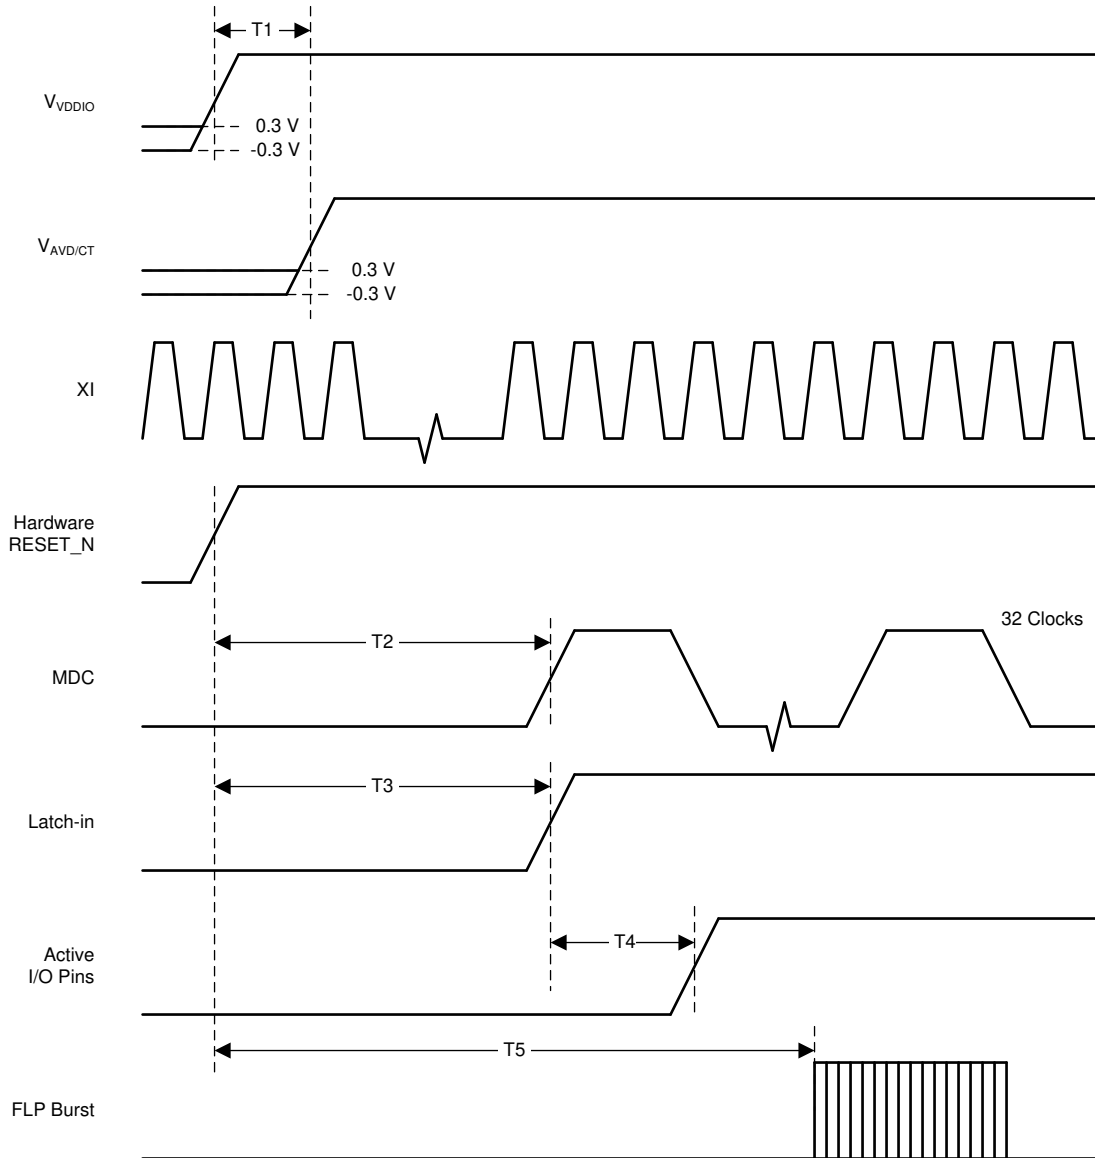 T1
VVDDIO
0.3 V
-0.3 V
VAVD/CT
0.3 V
-0.3 V
XI
Hardware
RESET_N
32 Clocks
T2
MDC
T3
Latch-in
T4
Active
I/O Pins
T5
FLP Burst